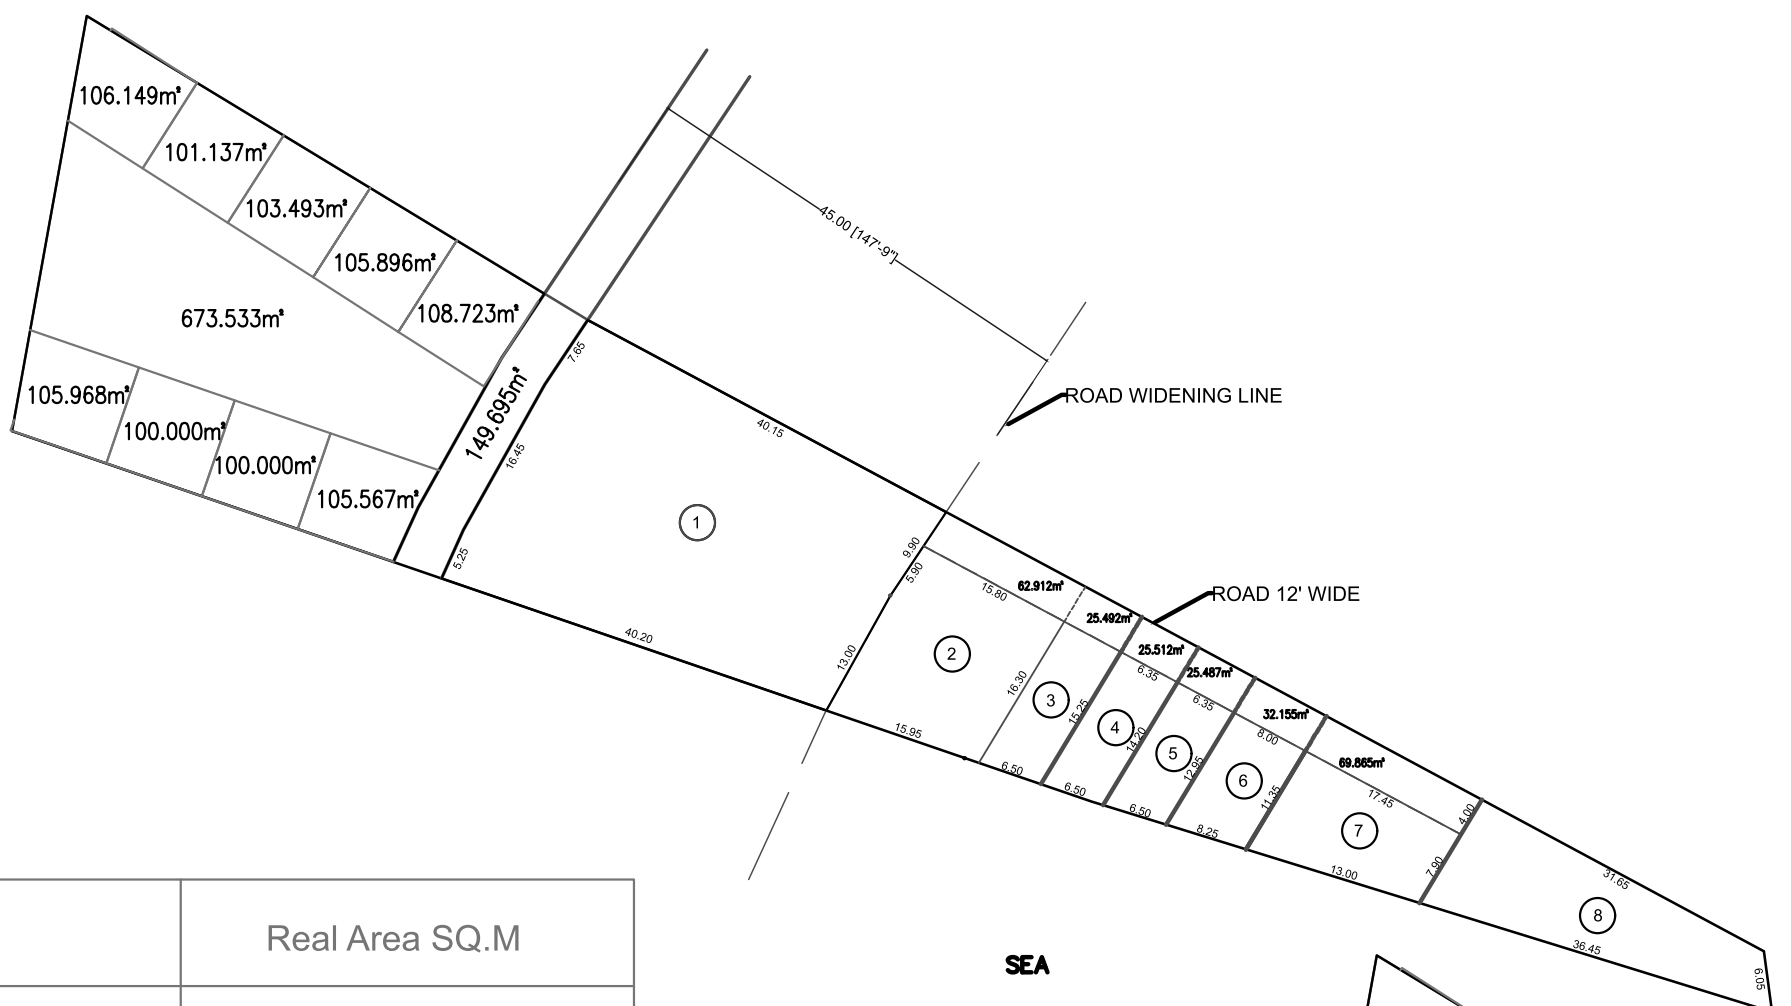 106.149m²
101.137m²
103.493m²
105.896m²
108.723m²
673.533m²
105.968m²
100.000m²
100.000m²
105.567m²
149.695m²
7.65
16.45
5.25
45.00 [147'-9"]
ROAD WIDENING LINE
40.15
1
40.20
9.90
5.90
13.00
ROAD 12' WIDE
62.912m²
25.492m²
25.512m²
25.487m²
32.155m²
69.865m²
15.80
6.35
6.35
8.00
17.45
4.00
2
3
4
5
6
7
8
16.30
15.25
14.20
12.95
11.35
7.90
15.95
6.50
6.50
6.50
8.25
13.00
31.65
36.45
6.05
Real Area SQ.M
SEA